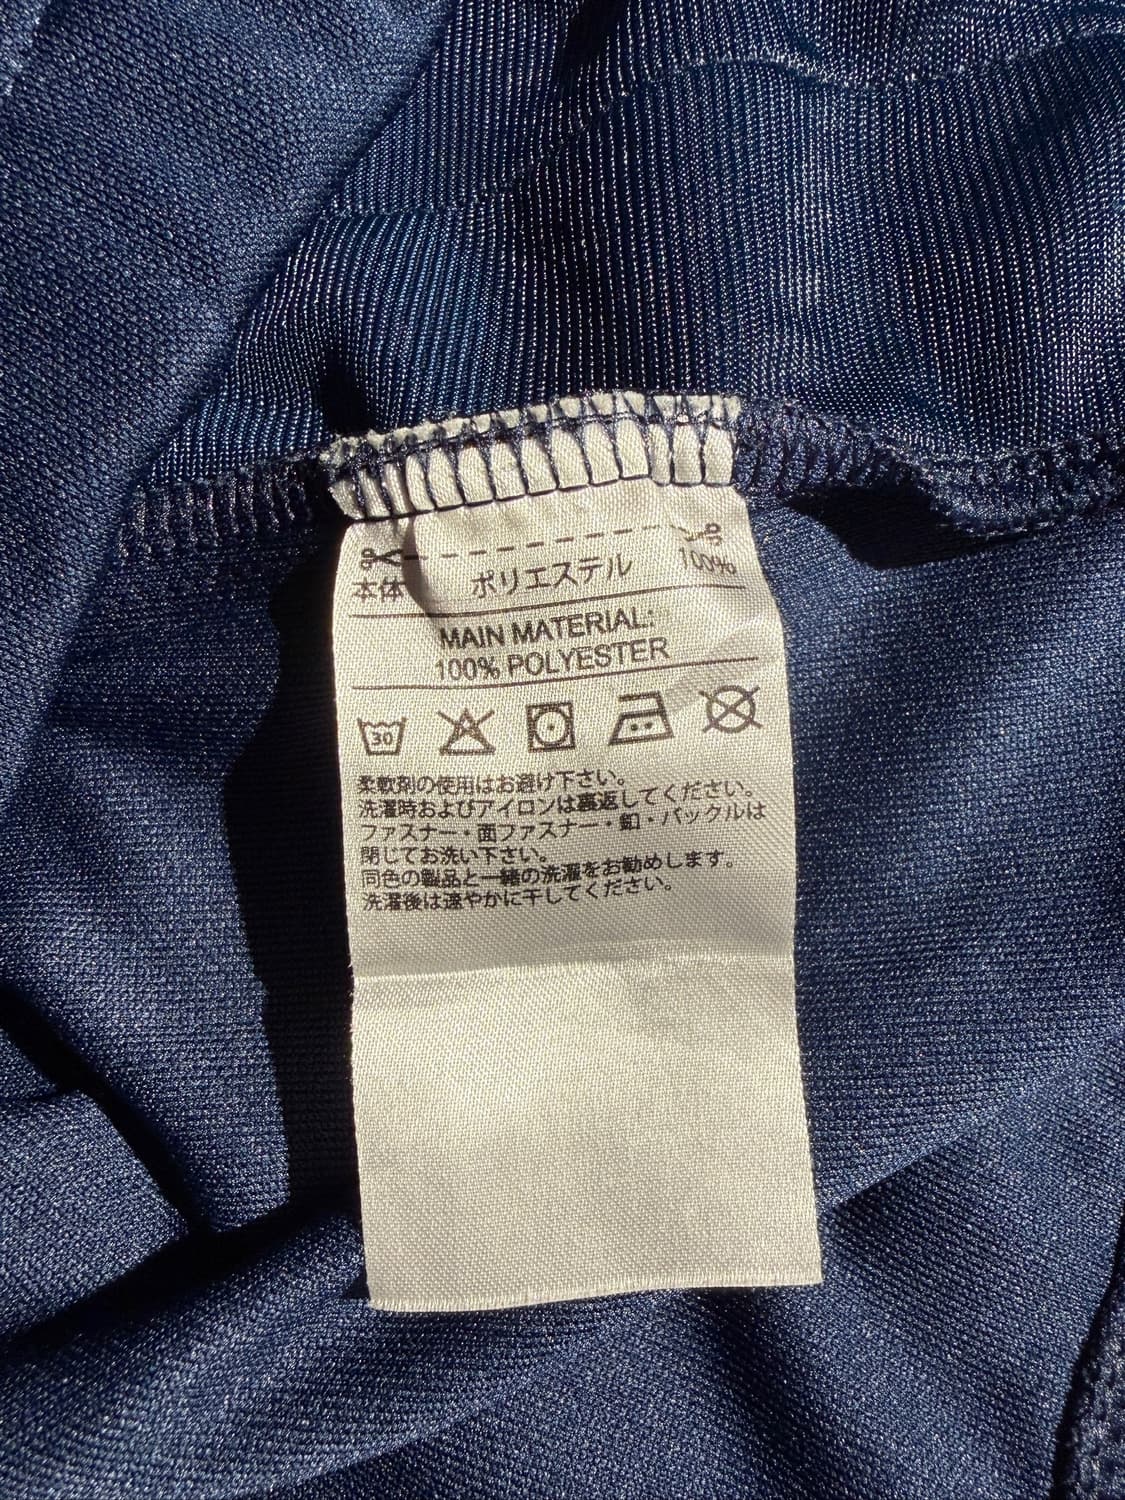 本体 ポリエステル 100%
MAIN MATERIAL:
100% POLYESTER
30
柔軟剤の使用はお避け下さい。
洗濯時およびアイロンは裏返してください。
ファスナー・面ファスナー・釦・バックルは
閉じてお洗い下さい。
同色の製品と一緒の洗濯をお勧めします。
洗濯後は速やかに干してください。